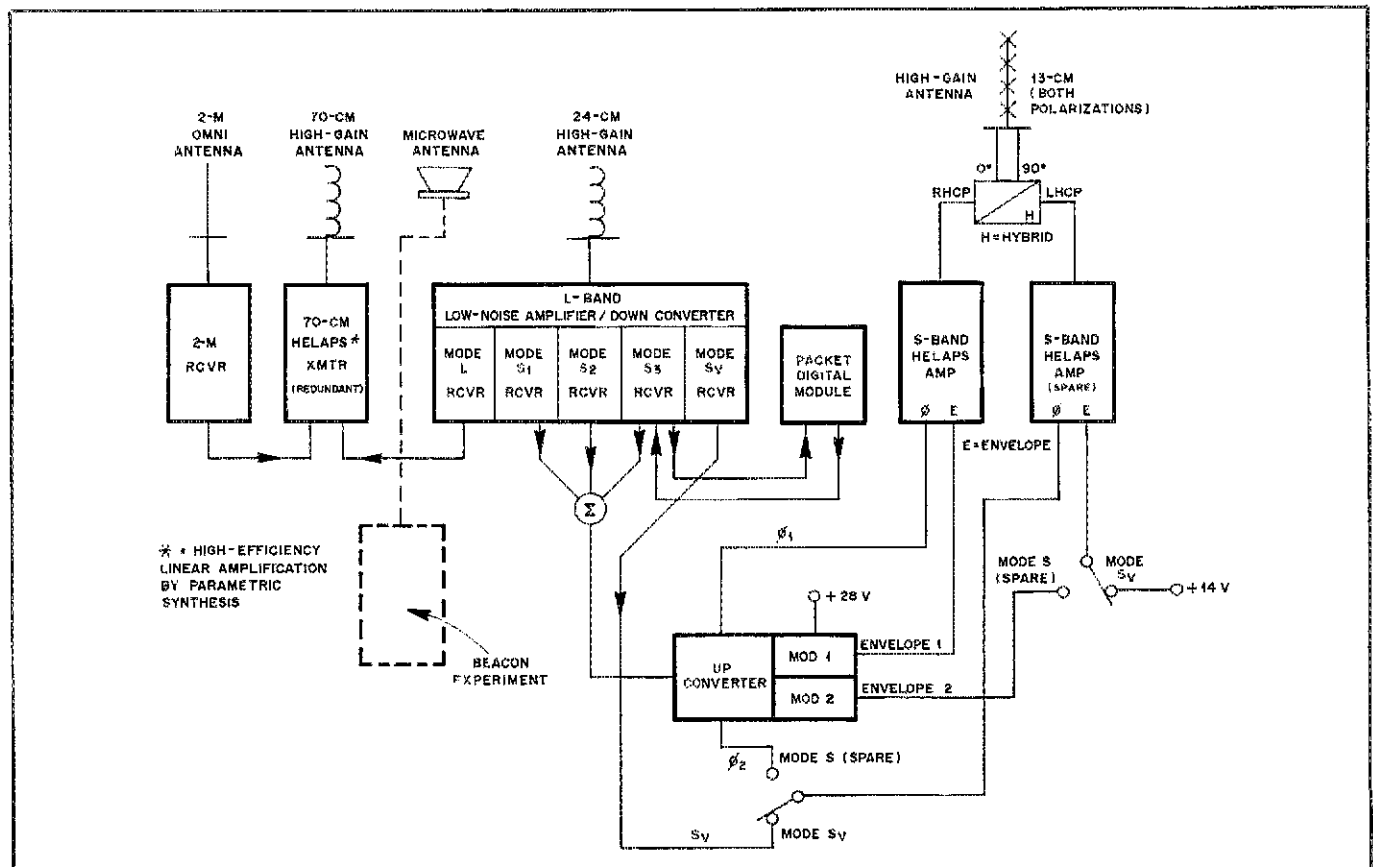 2-M
OMNI
ANTENNA
70-CM
HIGH-GAIN
ANTENNA
MICROWAVE
ANTENNA
24-CM
HIGH-GAIN
ANTENNA
HIGH-GAIN
ANTENNA
13-CM
(BOTH
POLARIZATIONS)
0°
90°
RHCP
LHCP
H
H=HYBRID
2-M
RCVR
70-CM
HELAPS*
XMTR
(REDUNDANT)
L-BAND
LOW-NOISE AMPLIFIER/DOWN CONVERTER
MODE
L
RCVR
MODE
S1
RCVR
MODE
S2
RCVR
MODE
S3
RCVR
MODE
SV
RCVR
PACKET
DIGITAL
MODULE
S-BAND
HELAPS
AMP
Ø E
S-BAND
HELAPS
AMP
(SPARE)
Ø E
E=ENVELOPE
Σ
Ø1
* = HIGH-EFFICIENCY
LINEAR AMPLIFICATION
BY PARAMETRIC
SYNTHESIS
BEACON
EXPERIMENT
MODE S
(SPARE)
MODE
SV
+14 V
+28 V
UP
CONVERTER
MOD 1
MOD 2
ENVELOPE 1
ENVELOPE 2
Ø2
MODE S (SPARE)
SV
MODE SV